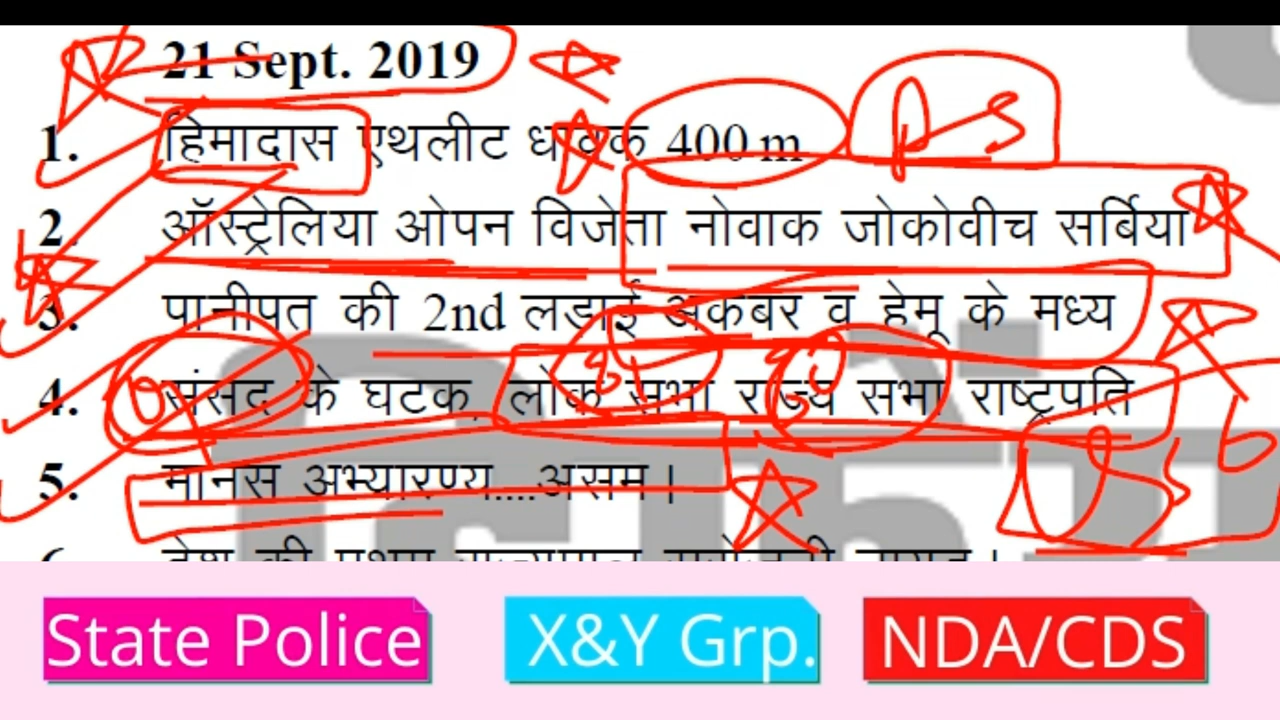 21 Sept. 2019
1. हिमादास एथलीट धावक 400 m PS
2. ऑस्ट्रेलिया ओपन विजेता नोवाक जोकोवीच सर्बिया
3. पानीपत की 2nd लडाई अकबर व हेमू के मध्य
4. संसद के घटक, लोक सभा राज्य सभा राष्ट्रपति
5. मानस अभ्यारण्य....असम।
State Police X&Y Grp. NDA/CDS